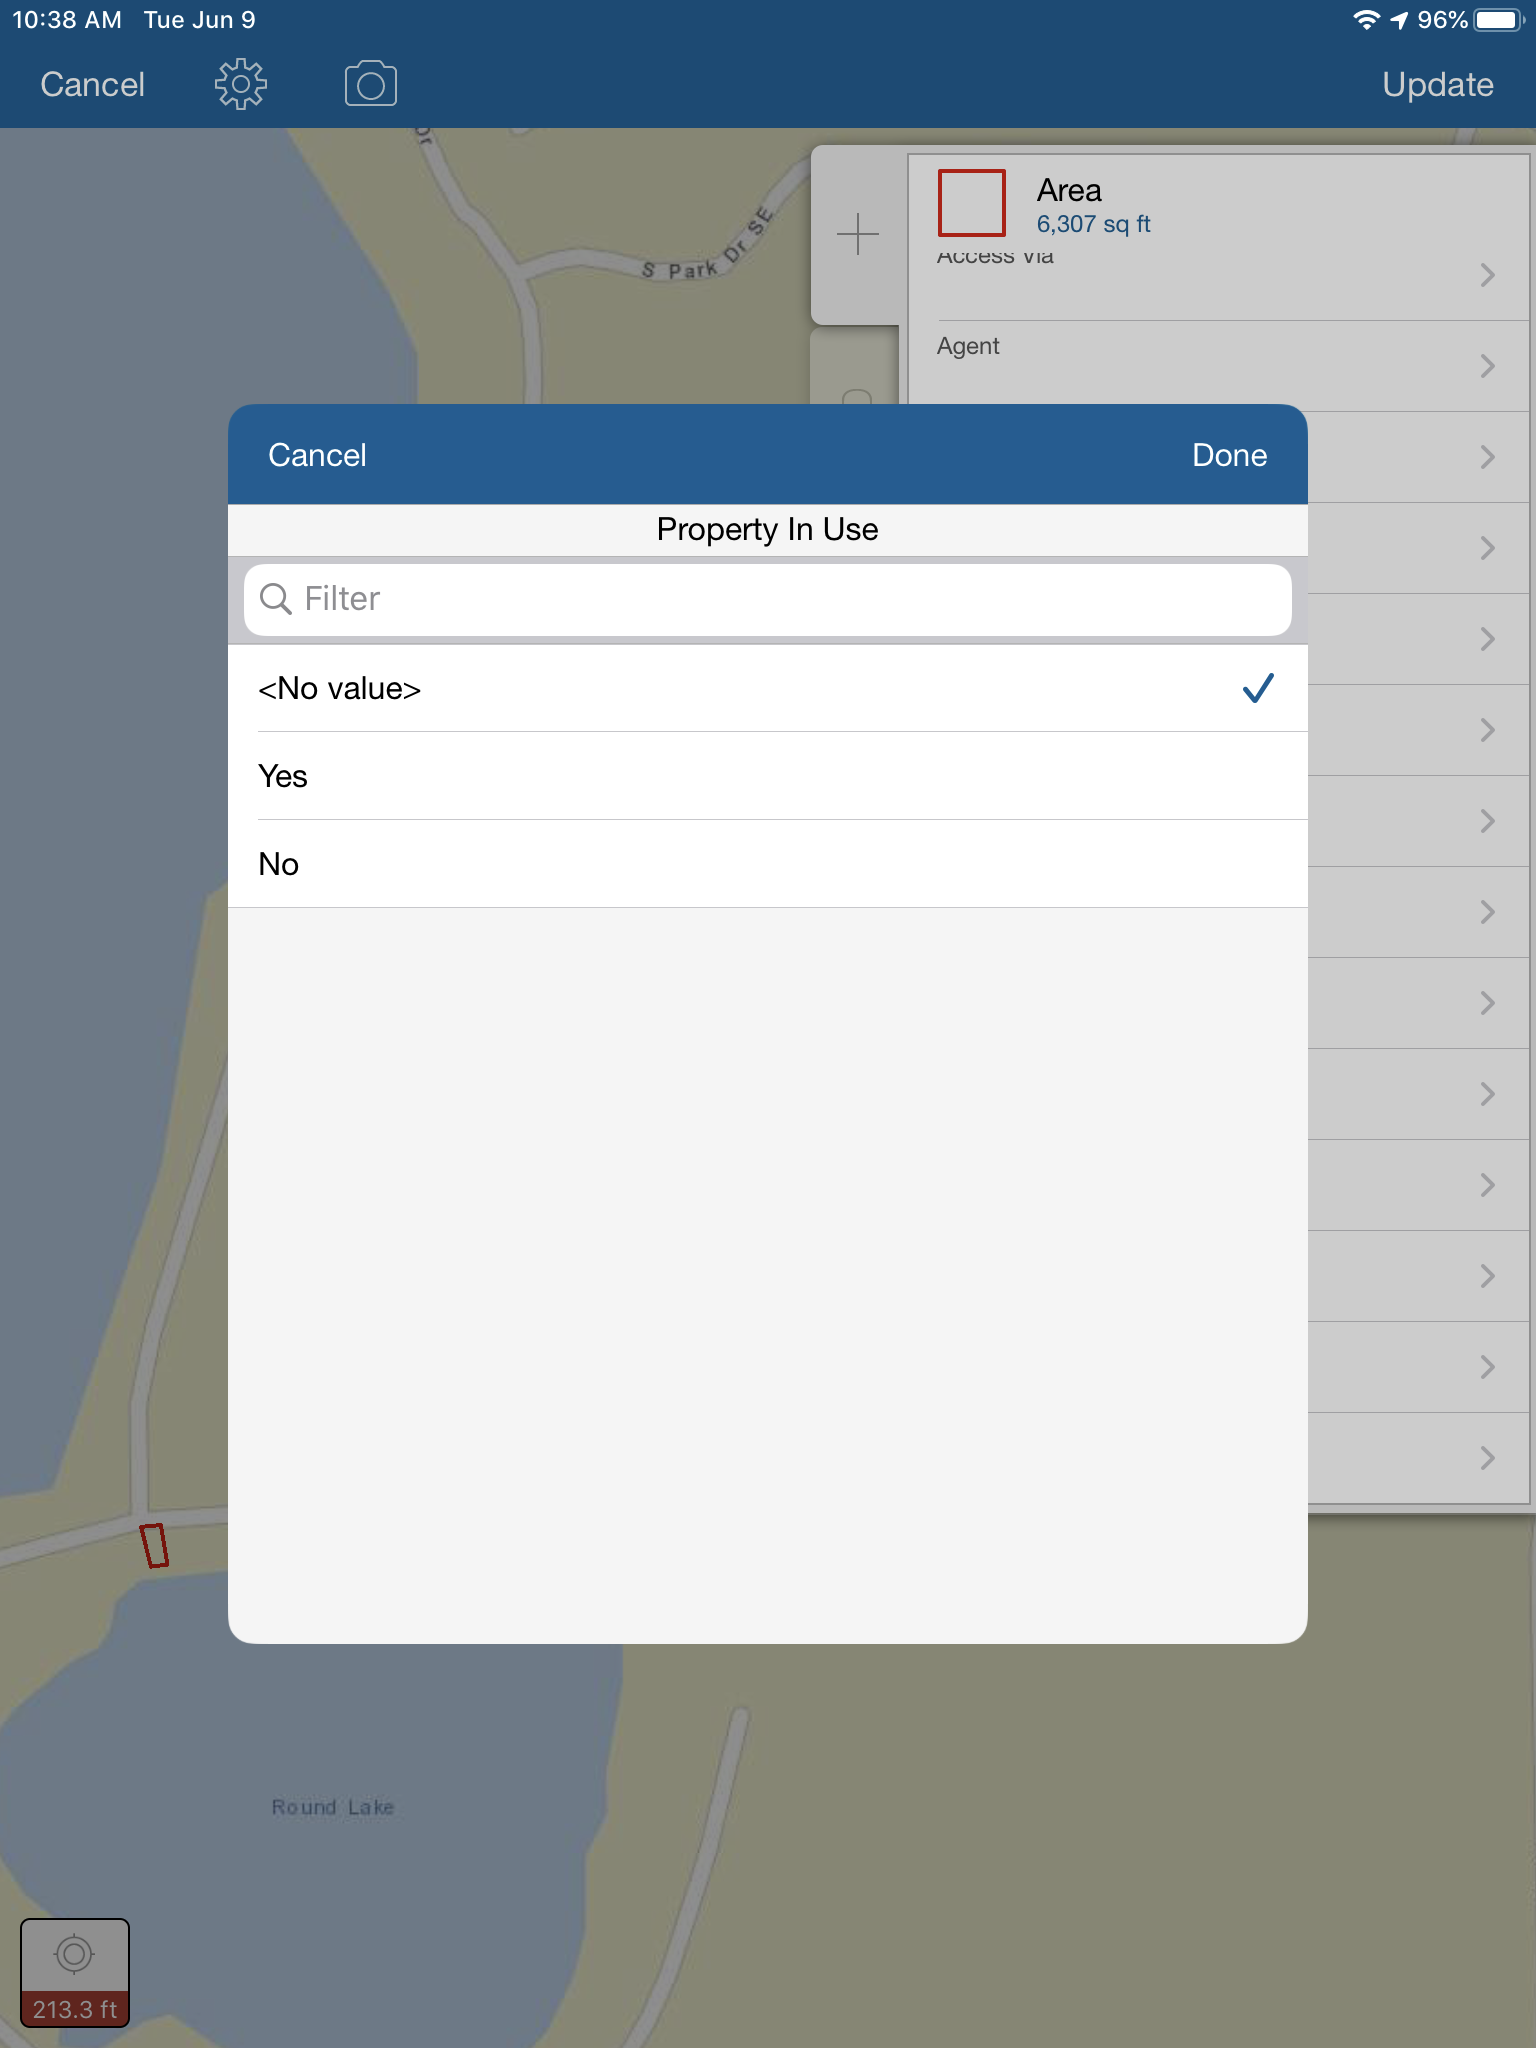 10:38 AM Tue Jun 9 96%
Cancel Update
Dr
S Park Dr SE
Area
6,307 sq ft
Access Via
Agent
Cancel Done
Property In Use
Filter
<No value>
Yes
No
Round Lake
213.3 ft